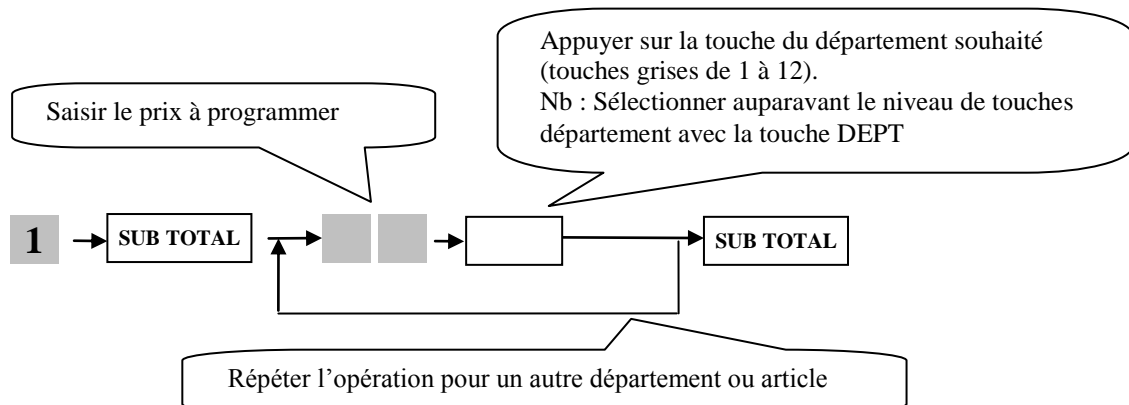 Appuyer sur la touche du département souhaité
(touches grises de 1 à 12).
Nb : Sélectionner auparavant le niveau de touches
département avec la touche DEPT
Saisir le prix à programmer
1
SUB TOTAL
SUB TOTAL
Répéter l’opération pour un autre département ou article